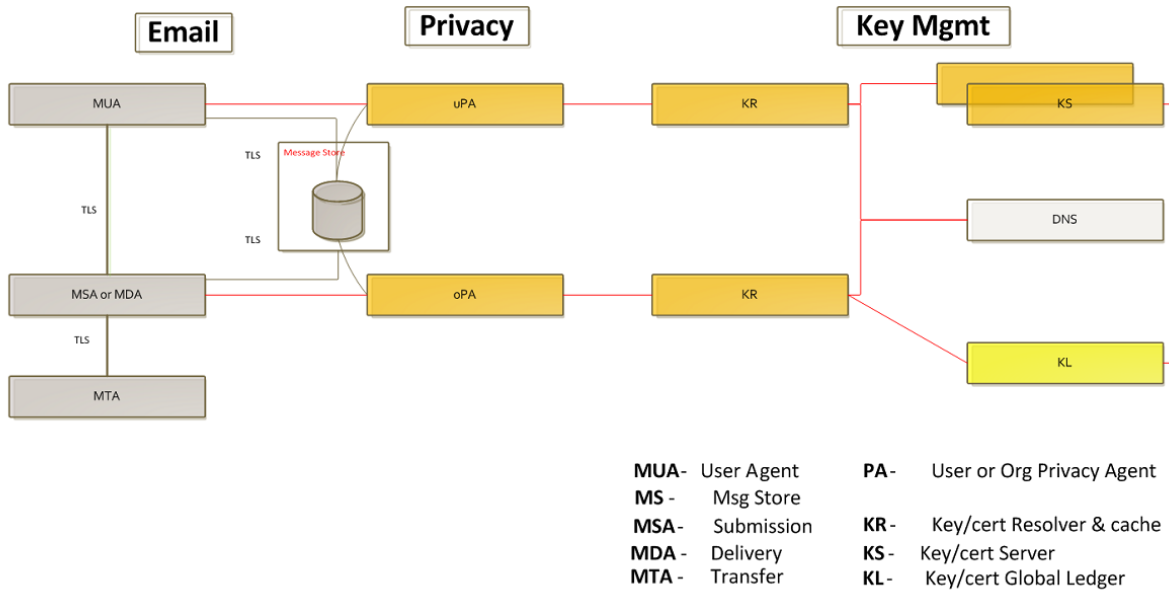 Email
Privacy
Key Mgmt
MUA
uPA
KR
KS
TLS
Message Store
TLS
DNS
TLS
MSA or MDA
oPA
KR
TLS
KL
MTA
MUA- User Agent
PA- User or Org Privacy Agent
MS - Msg Store
MSA- Submission
KR - Key/cert Resolver & cache
MDA - Delivery
KS - Key/cert Server
MTA - Transfer
KL- Key/cert Global Ledger